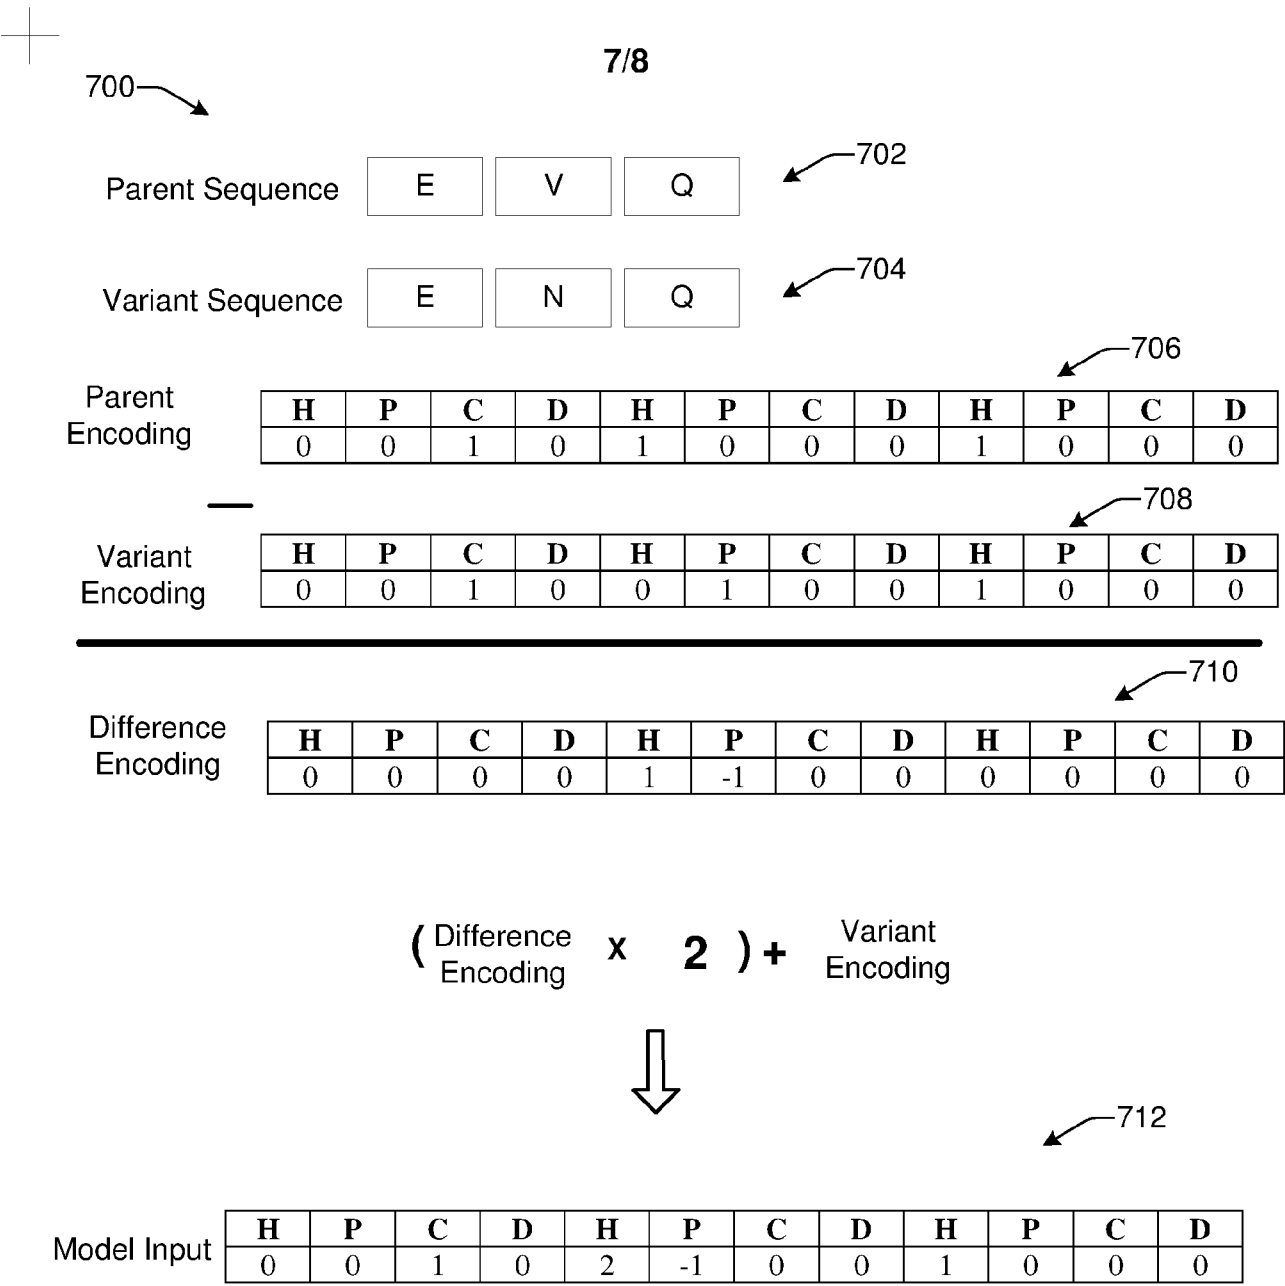 7/8
700
702
Parent Sequence E V Q
704
Variant Sequence E N Q
706
Parent
Encoding
H P C D H P C D H P C D
0 0 1 0 1 0 0 0 1 0 0 0
—
708
Variant
Encoding
H P C D H P C D H P C D
0 0 1 0 0 1 0 0 1 0 0 0
710
Difference
Encoding
H P C D H P C D H P C D
0 0 0 0 1 -1 0 0 0 0 0 0
( Difference Encoding x 2 ) + Variant Encoding
712
Model Input
H P C D H P C D H P C D
0 0 1 0 2 -1 0 0 1 0 0 0